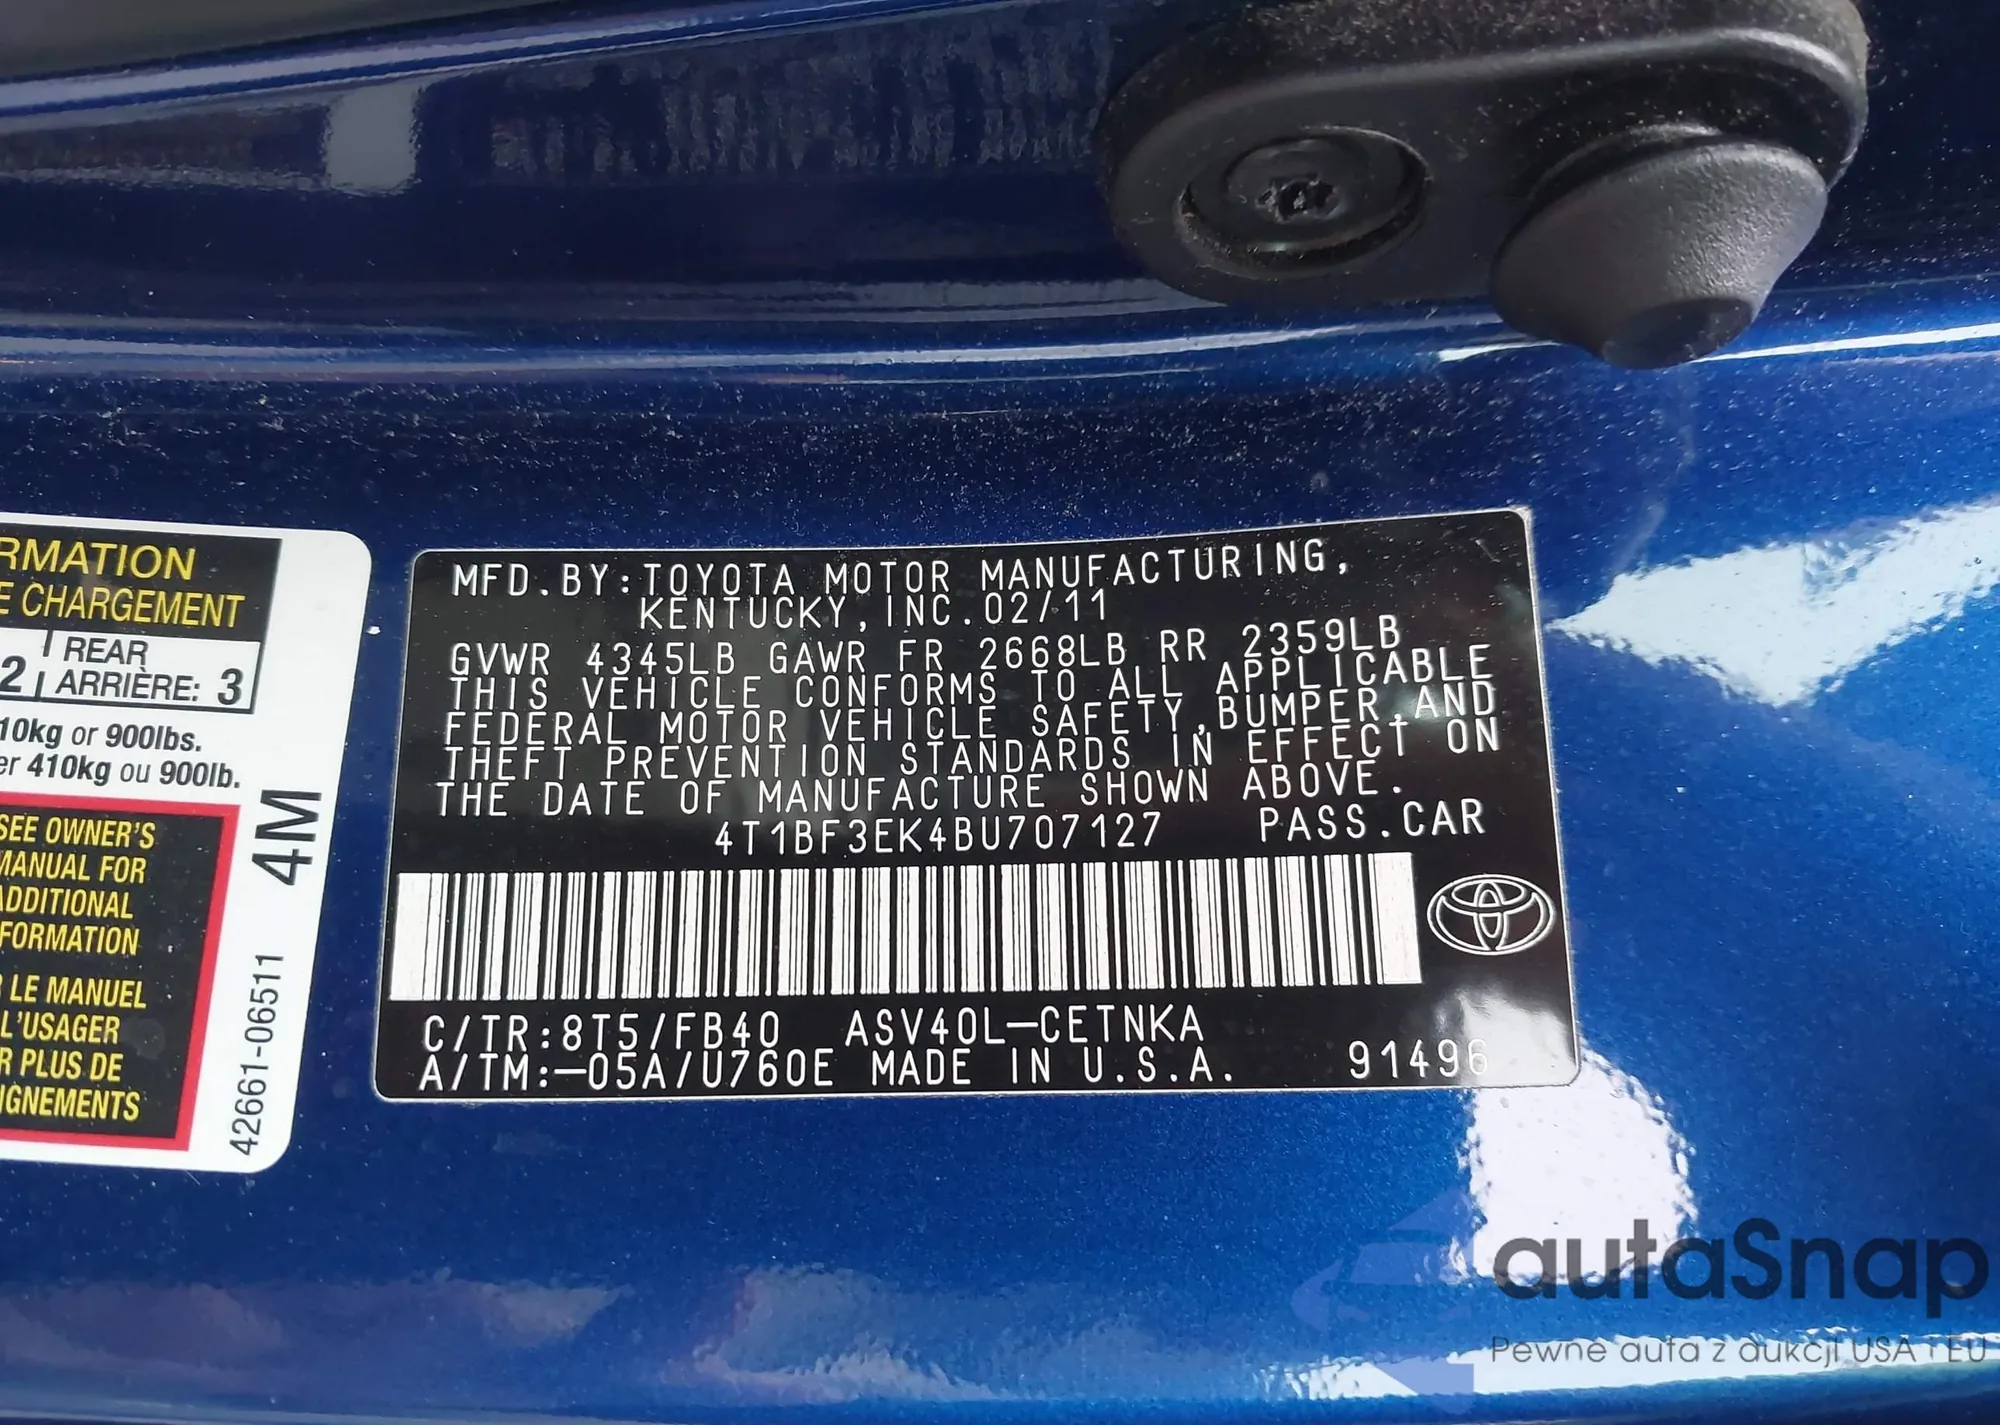 RMATION
E CHARGEMENT
2 REAR
ARRIÈRE: 3
10kg or 900lbs.
er 410kg ou 900lb.
SEE OWNER'S
MANUAL FOR
ADDITIONAL
FORMATION
R LE MANUEL
L'USAGER
R PLUS DE
IGNEMENTS
4M
42661-06511
MFD.BY:TOYOTA MOTOR MANUFACTURING,
KENTUCKY, INC.02/11
GVWR 4345LB GAWR FR 2668LB RR 2359LB
THIS VEHICLE CONFORMS TO ALL APPLICABLE
FEDERAL MOTOR VEHICLE SAFETY,BUMPER,AND
THEFT PREVENTION STANDARDS IN EFFECT ON
THE DATE OF MANUFACTURE SHOWN ABOVE.
4T1BF3EK4BU707127 PASS.CAR
C/TR:8T5/FB40 ASV40L-CETNKA
A/TM:-05A/U760E MADE IN U.S.A. 91496
autaSnap
Pewne auta z aukcji USA i EU